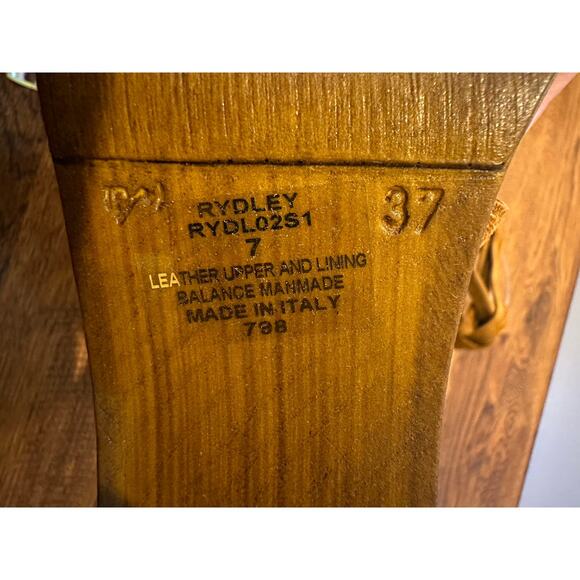 RYDLEY
RYDL02S1
7
37
LEATHER UPPER AND LINING
BALANCE MANMADE
MADE IN ITALY
798